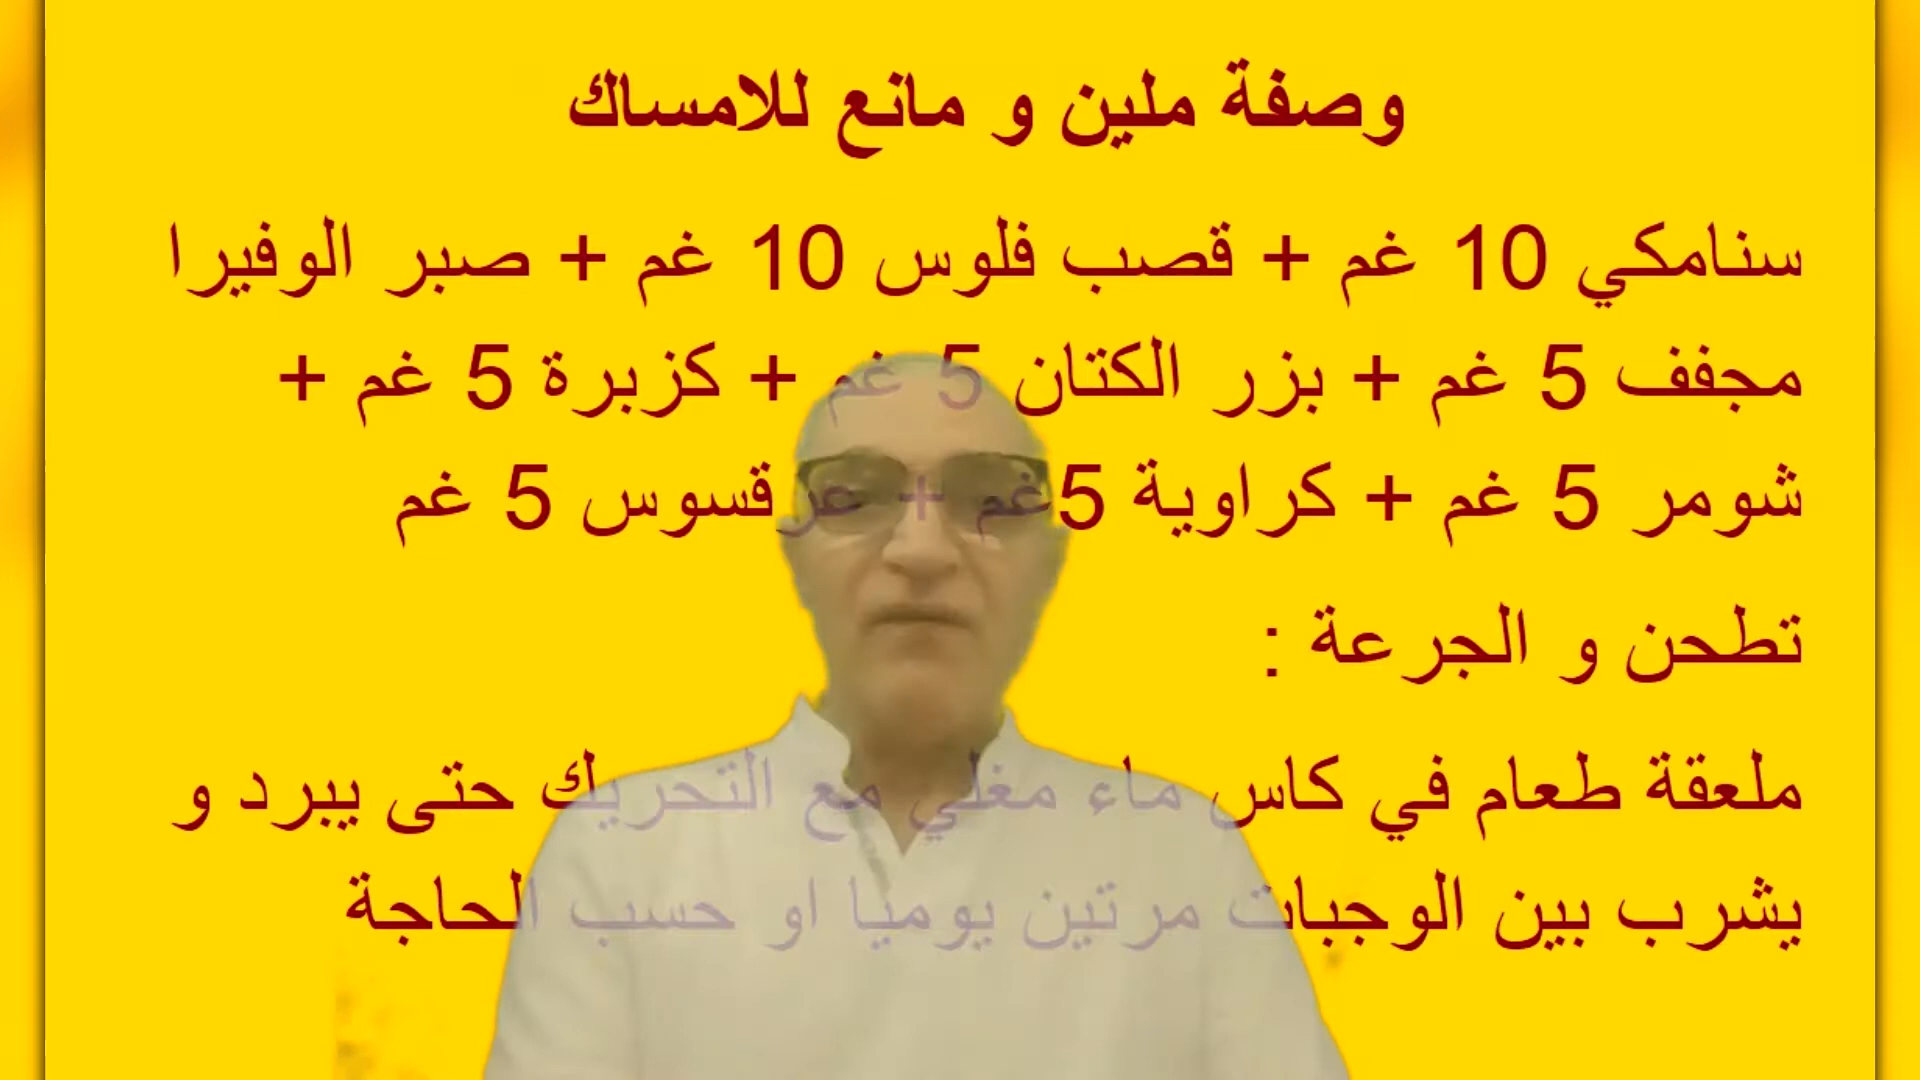 وصفة ملين و مانع للامساك
سنامكي 10 غم + قصب فلوس 10 غم + صبر الوفيرا
مجفف 5 غم + بزر الكتان 5 غم + كزبرة 5 غم +
شومر 5 غم + كراوية 5غم + عرقسوس 5 غم
تطحن و الجرعة :
ملعقة طعام في كاس ماء مغلي مع التحريك حتى يبرد و
يشرب بين الوجبات مرتين يوميا او حسب الحاجة